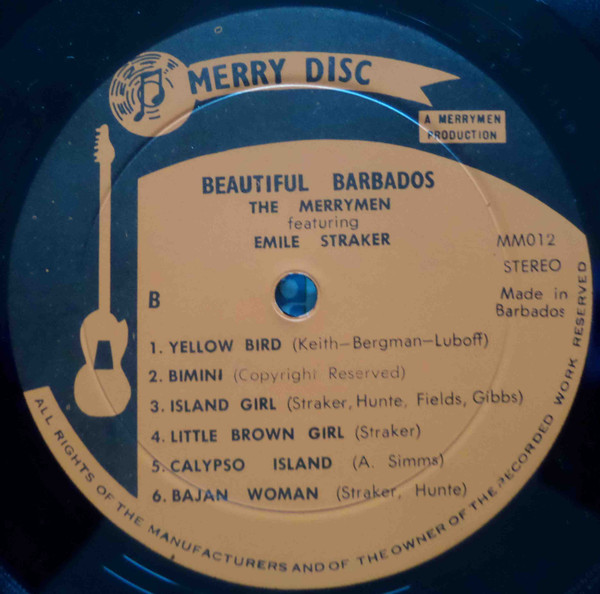 MERRY DISC
A MERRYMEN
PRODUCTION
BEAUTIFUL BARBADOS
THE MERRYMEN
featuring
EMILE STRAKER
MM012
STEREO
Made in
Barbados
B
1. YELLOW BIRD (Keith-Bergman-Luboff)
2. BIMINI (Copyright Reserved)
3. ISLAND GIRL (Straker, Hunte, Fields, Gibbs)
4. LITTLE BROWN GIRL (Straker)
5. CALYPSO ISLAND (A. Simms)
6. BAJAN WOMAN (Straker, Hunte)
ALL RIGHTS OF THE MANUFACTURERS AND OF THE OWNER OF THE RECORDED WORK RESERVED